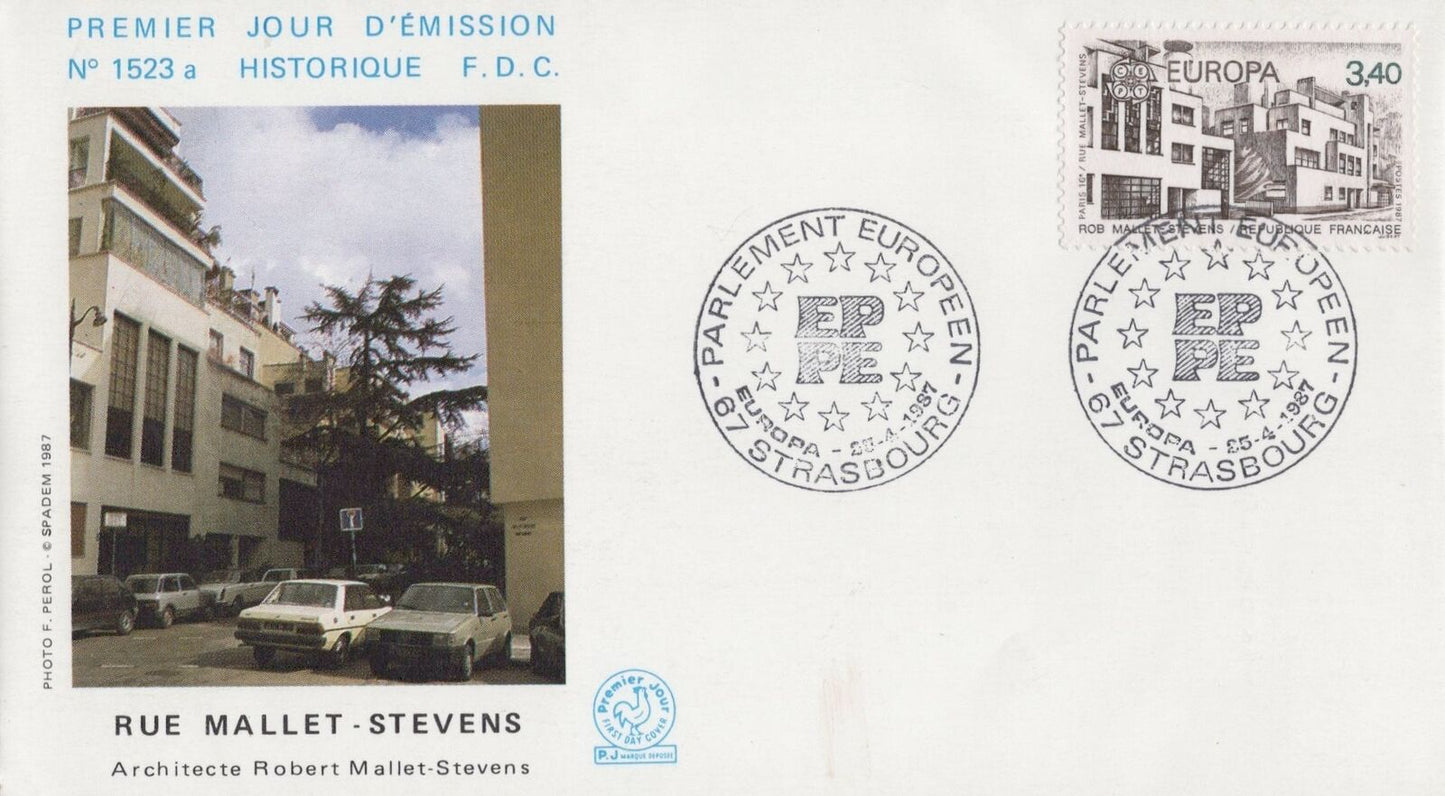 PREMIER JOUR D'ÉMISSION
N° 1523 a HISTORIQUE F. D. C.
PHOTO F. PEROL - © SPADEM 1987
RUE MALLET - STEVENS
Architecte Robert Mallet-Stevens
Premier Jour
FIRST DAY COVER
P.J MARQUE DEPOSEE
- PARLEMENT EUROPEEN -
EP
PE
EUROPA - 25-4-1987
67 STRASBOURG
CEPT
EUROPA 3,40
PARIS 16e / RUE MALLET-STEVENS
POSTES 1987
ROB MALLET-STEVENS / REPUBLIQUE FRANÇAISE
- PARLEMENT EUROPEEN -
EP
PE
EUROPA - 25-4-1987
67 STRASBOURG